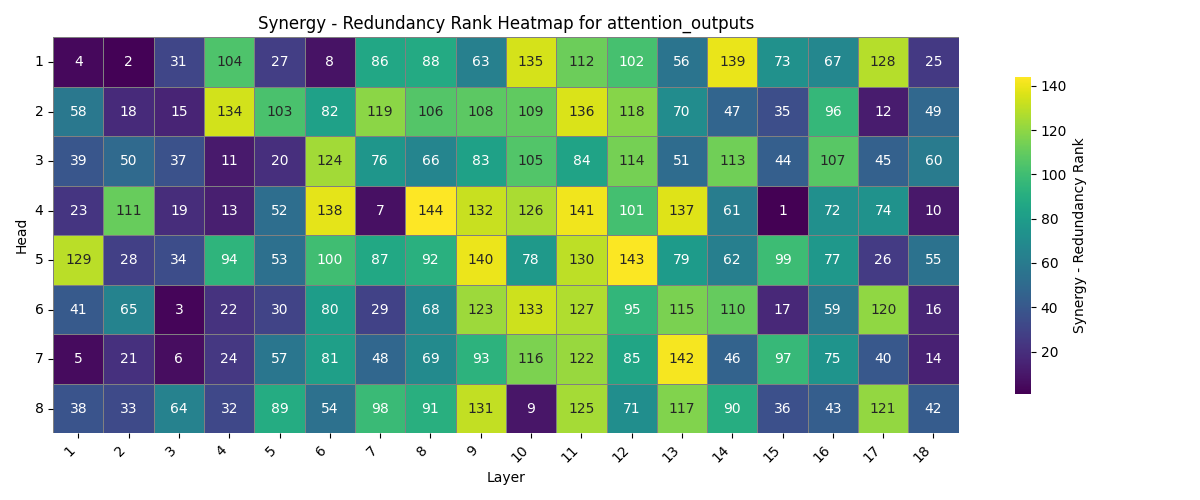 Synergy - Redundancy Rank Heatmap for attention_outputs
1 4 2 31 104 27 8 86 88 63 135 112 102 56 139 73 67 128 25
2 58 18 15 134 103 82 119 106 108 109 136 118 70 47 35 96 12 49
3 39 50 37 11 20 124 76 66 83 105 84 114 51 113 44 107 45 60
4 23 111 19 13 52 138 7 144 132 126 141 101 137 61 1 72 74 10
5 129 28 34 94 53 100 87 92 140 78 130 143 79 62 99 77 26 55
6 41 65 3 22 30 80 29 68 123 133 127 95 115 110 17 59 120 16
7 5 21 6 24 57 81 48 69 93 116 122 85 142 46 97 75 40 14
8 38 33 64 32 89 54 98 91 131 9 125 71 117 90 36 43 121 42
1 2 3 4 5 6 7 8 9 10 11 12 13 14 15 16 17 18
Layer
Head
140
120
100
80
60
40
20
Synergy - Redundancy Rank